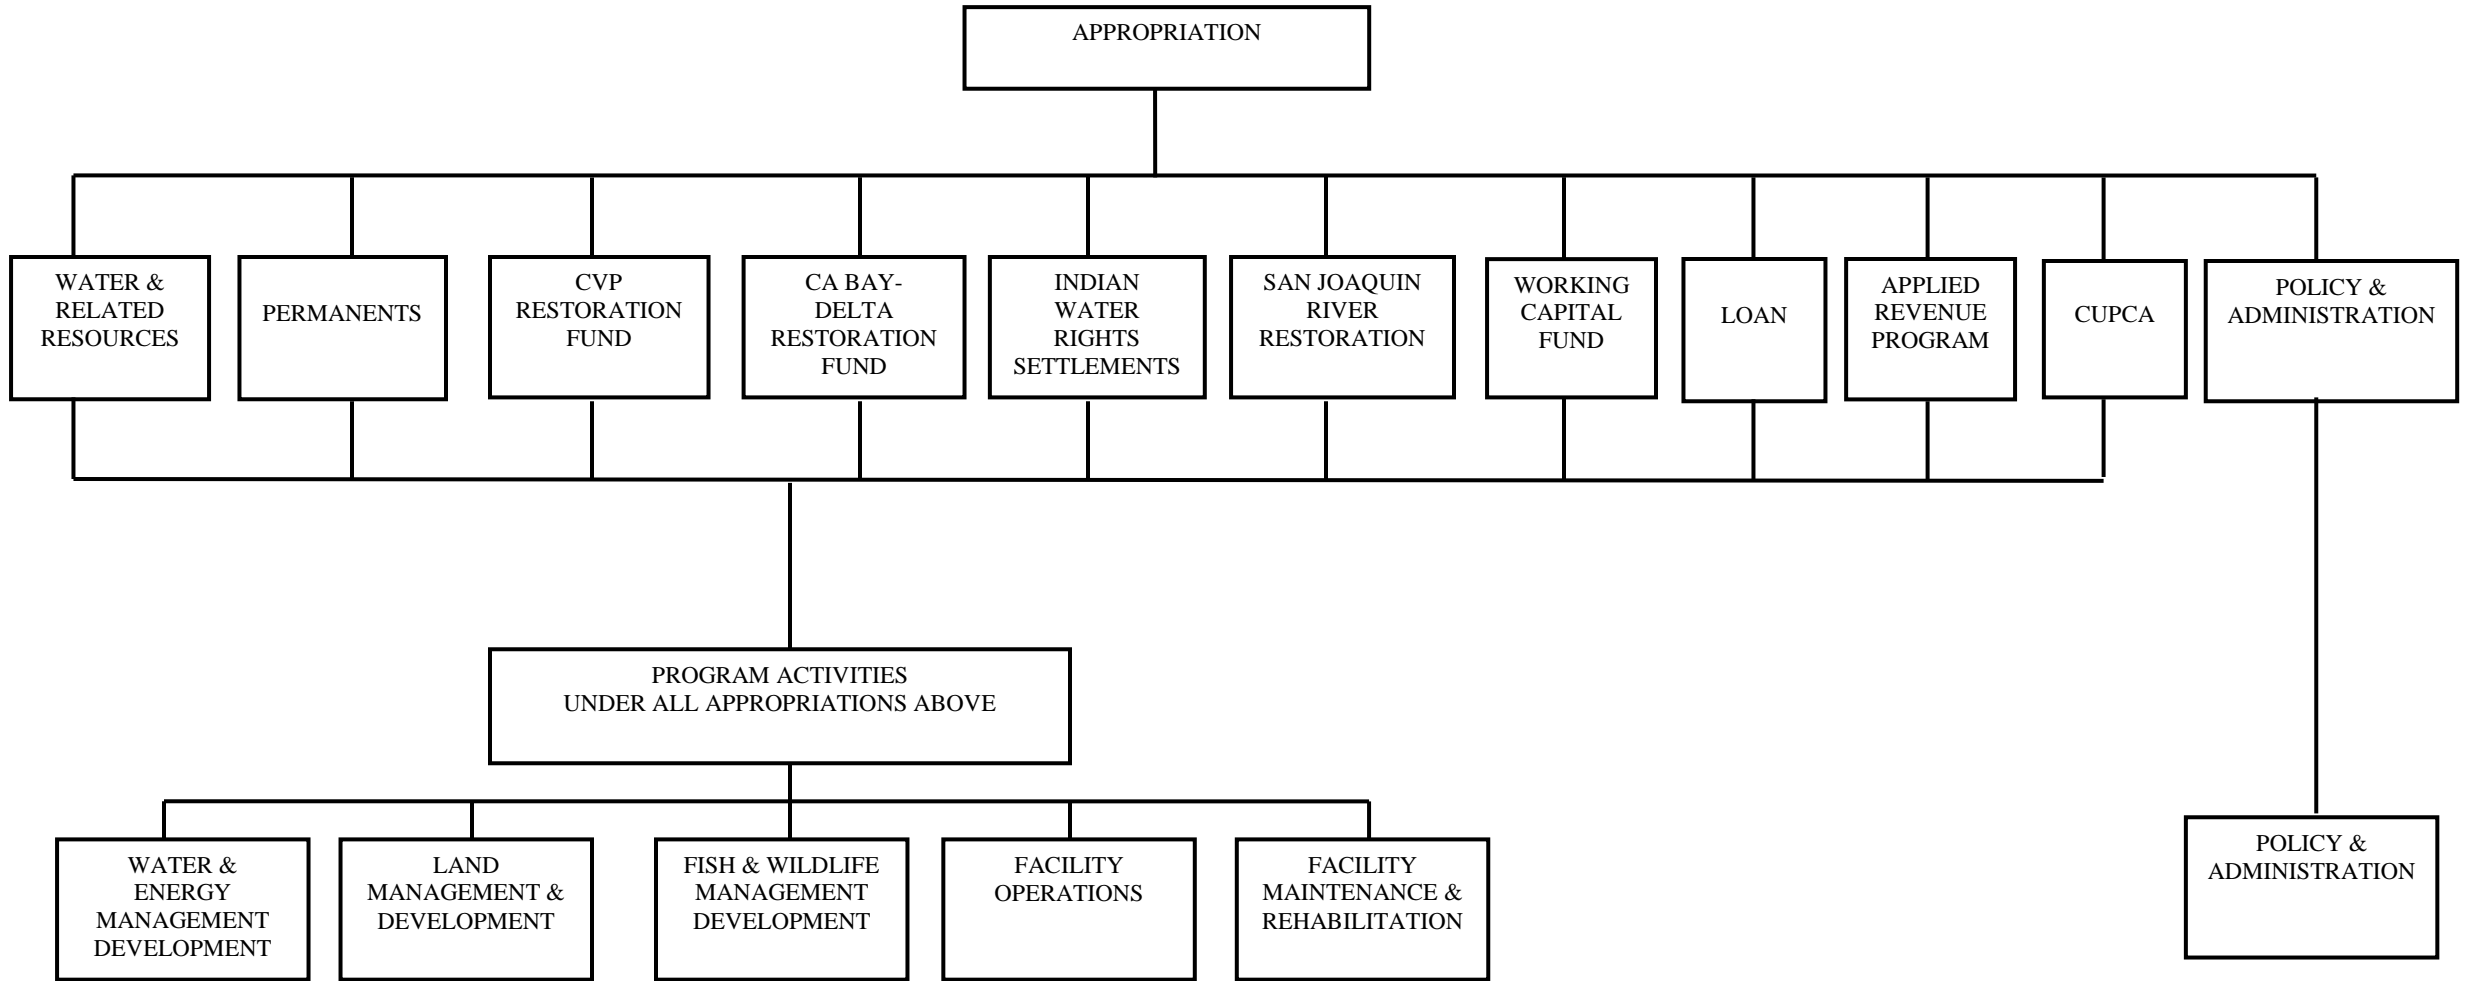 APPROPRIATION
WATER &
RELATED
RESOURCES
PERMANENTS
CVP
RESTORATION
FUND
CA BAY-
DELTA
RESTORATION
FUND
INDIAN
WATER
RIGHTS
SETTLEMENTS
SAN JOAQUIN
RIVER
RESTORATION
WORKING
CAPITAL
FUND
LOAN
APPLIED
REVENUE
PROGRAM
CUPCA
POLICY &
ADMINISTRATION
PROGRAM ACTIVITIES
UNDER ALL APPROPRIATIONS ABOVE
WATER &
ENERGY
MANAGEMENT
DEVELOPMENT
LAND
MANAGEMENT &
DEVELOPMENT
FISH & WILDLIFE
MANAGEMENT
DEVELOPMENT
FACILITY
OPERATIONS
FACILITY
MAINTENANCE &
REHABILITATION
POLICY &
ADMINISTRATION